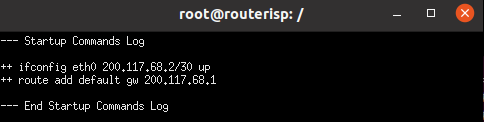 root@routerisp: /
--- Startup Commands Log
++ ifconfig eth0 200.117.68.2/30 up
++ route add default gw 200.117.68.1
--- End Startup Commands Log